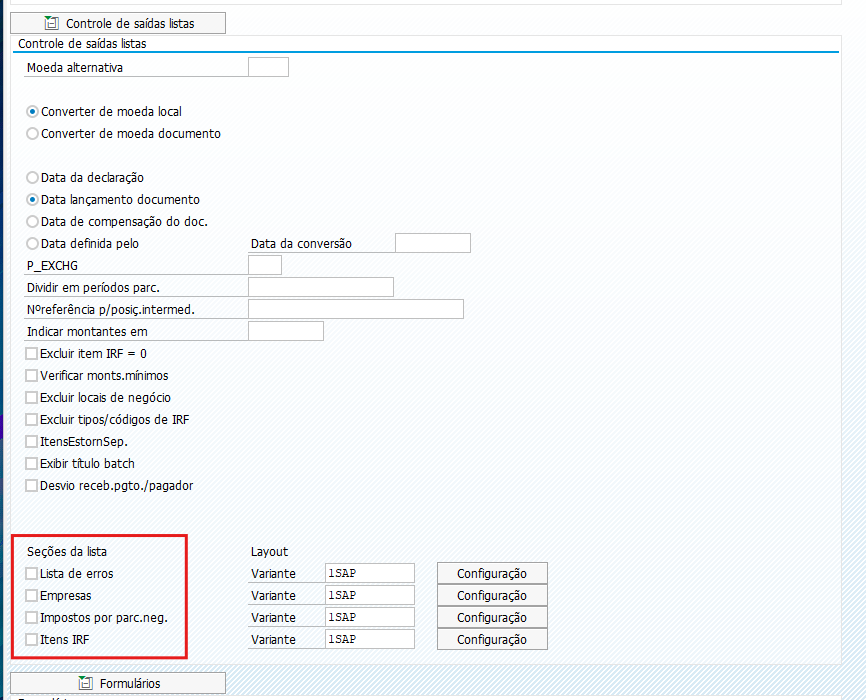 Controle de saídas listas
Controle de saídas listas
Moeda alternativa
Converter de moeda local
Converter de moeda documento
Data da declaração
Data lançamento documento
Data de compensação do doc.
Data definida pelo Data da conversão
P_EXCHG
Dividir em períodos parc.
Nºreferência p/posiç.intermed.
Indicar montantes em
Excluir item IRF = 0
Verificar monts.mínimos
Excluir locais de negócio
Excluir tipos/códigos de IRF
ItensEstornSep.
Exibir título batch
Desvio receb.pgto./pagador
Seções da lista Layout
Lista de erros Variante 1SAP Configuração
Empresas Variante 1SAP Configuração
Impostos por parc.neg. Variante 1SAP Configuração
Itens IRF Variante 1SAP Configuração
Formulários